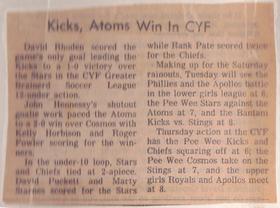 Kicks, Atoms Win In CYF
David Rhoden scored the
game's only goal leading the
Kicks to a 1-0 victory over
the Stars in the CYF Greater
Brainerd Soccer League
12-under action.
John Hennessy's shutout
goalie work paced the Atoms
to a 2-0 win over Cosmos with
Kelly Horbison and Roger
Fowler scoring for the win-
ners.
In the under-10 loop, Stars
and Chiefs tied at 2-apiece.
David Puckett and Marty
scored for the Stars
while Hank Pate scored twice
for the Chiefs.
Making up for the Saturday
rainouts, Tuesday will see the
Phillies and the Apollos battle
in the lower girls league at 6;
the Pee Wee Stars against the
Atoms at 7, and the Bantam
Kicks vs. Stings at 8.
Thursday action at the CYF
has the Pee Wee Kicks and
Chiefs squaring off at 6; the
Pee Wee Cosmos take on the
Stings at 7, and the upper
girls Royals and Apollos meet
at 8.